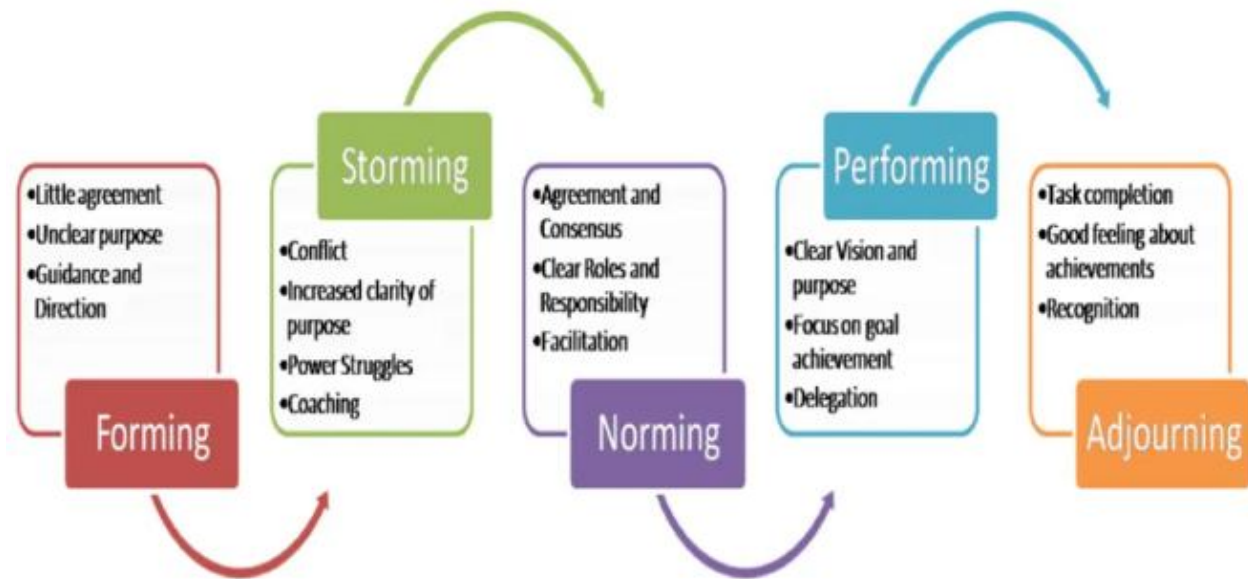 •Little agreement
•Unclear purpose
•Guidance and
Direction
Forming
Storming
•Conflict
•Increased clarity of
purpose
•Power Struggles
•Coaching
•Agreement and
Consensus
•Clear Roles and
Responsibility
•Facilitation
Norming
Performing
•Clear Vision and
purpose
•Focus on goal
achievement
•Delegation
•Task completion
•Good feeling about
achievements
•Recognition
Adjourning